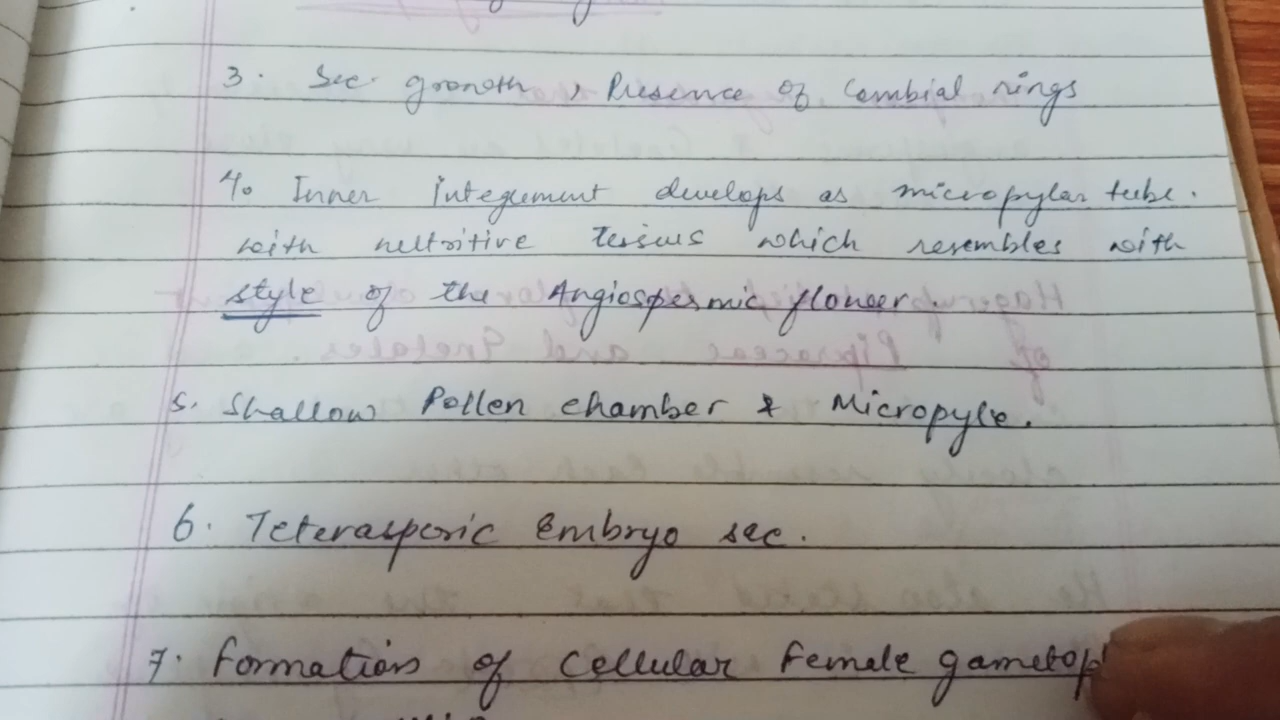 3. Sec. growth, Presence of Cambial rings
4. Inner Integument develops as micropylar tube.
with nutritive tissues which resembles with
style of the Angiospermic flower.
5. Shallow Pollen chamber & Micropyle.
6. Teterasporic Embryo sec.
7. Formation of Cellular Female gametop